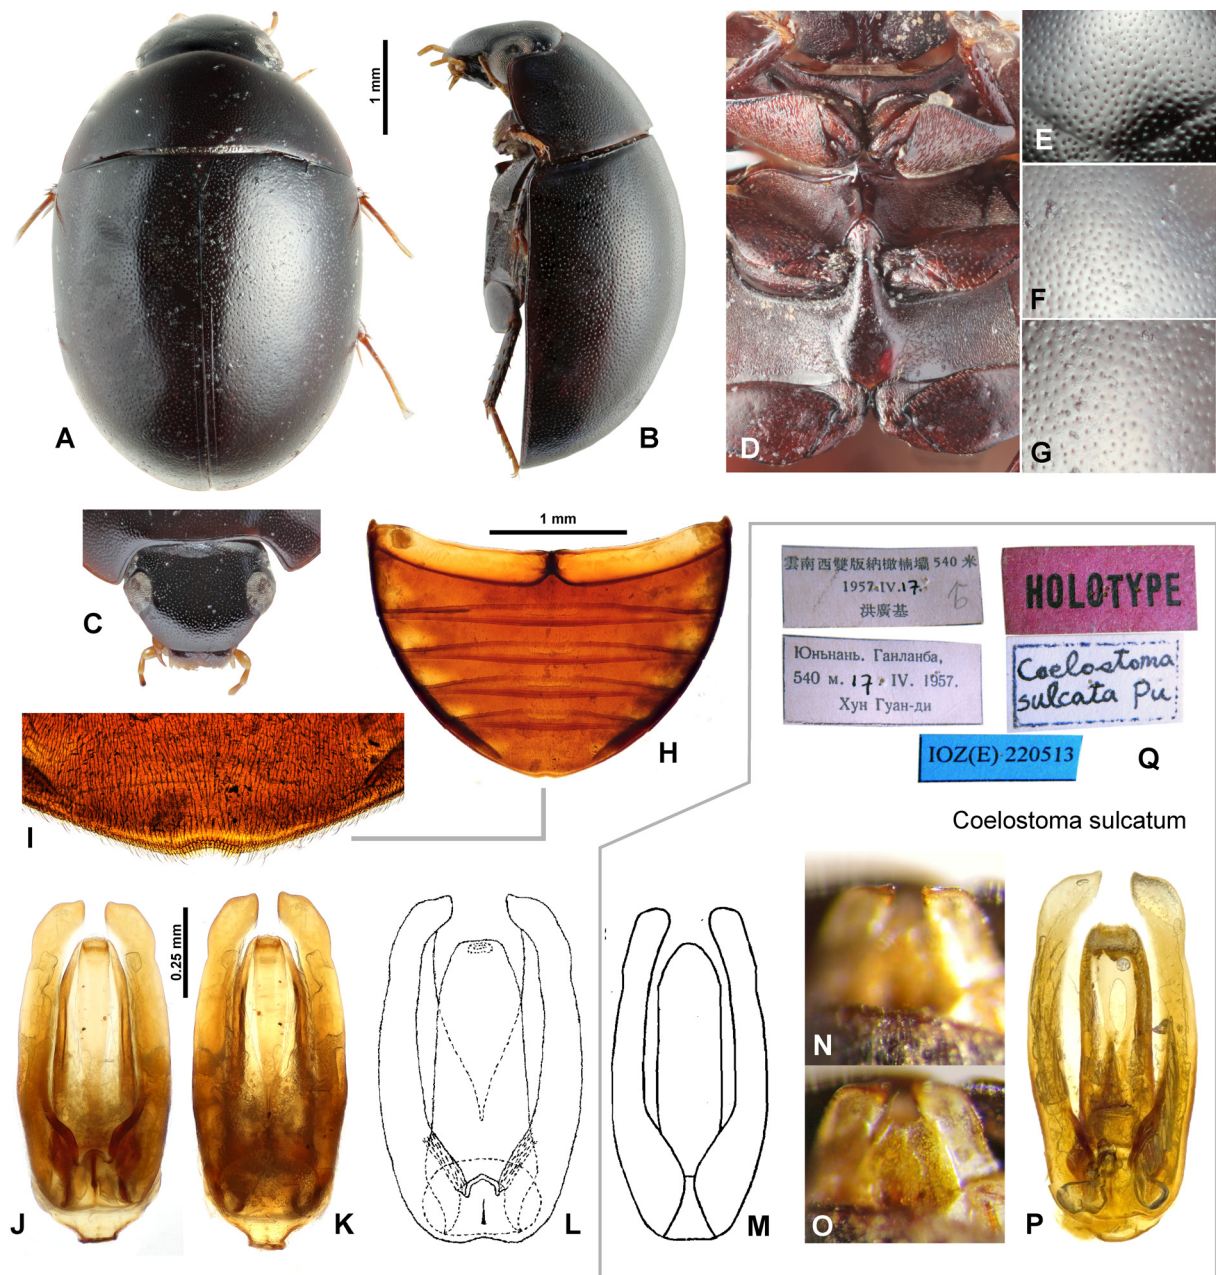 1 mm
A
B
D
E
F
G
C
1 mm
H
I
雲南西雙版納橄楠壩 540 米
1957.IV.17.
洪廣基
HOLOTYPE
Юньнань. Ганланба,
540 м. 17. IV. 1957.
Хун Гуан-ди
Coelostoma
sulcata Pu
IOZ(E) 220513
Q
Coelostoma sulcatum
0.25 mm
J
K
L
M
N
O
P